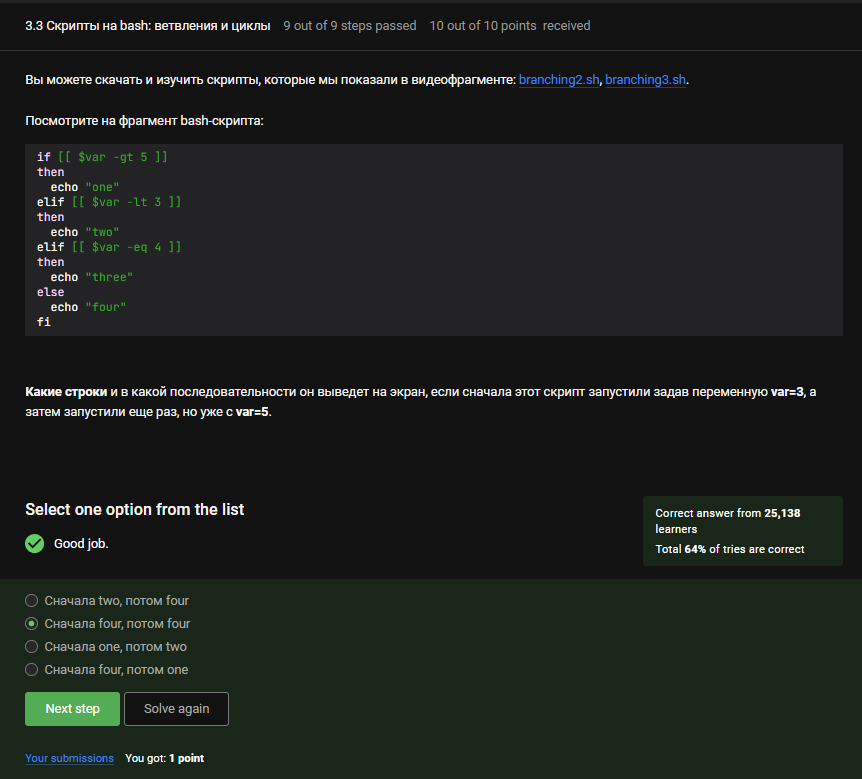 3.3 Скрипты на bash: ветвления и циклы 9 out of 9 steps passed 10 out of 10 points received
Вы можете скачать и изучить скрипты, которые мы показали в видеофрагменте: branching2.sh, branching3.sh.
Посмотрите на фрагмент bash-скрипта:
if [[ $var -gt 5 ]]
then
  echo "one"
elif [[ $var -lt 3 ]]
then
  echo "two"
elif [[ $var -eq 4 ]]
then
  echo "three"
else
  echo "four"
fi
Какие строки и в какой последовательности он выведет на экран, если сначала этот скрипт запустили задав переменную var=3, а
затем запустили еще раз, но уже с var=5.
Select one option from the list
Good job.
Correct answer from 25,138
learners
Total 64% of tries are correct
Сначала two, потом four
Сначала four, потом four
Сначала one, потом two
Сначала four, потом one
Next step Solve again
Your submissions You got: 1 point